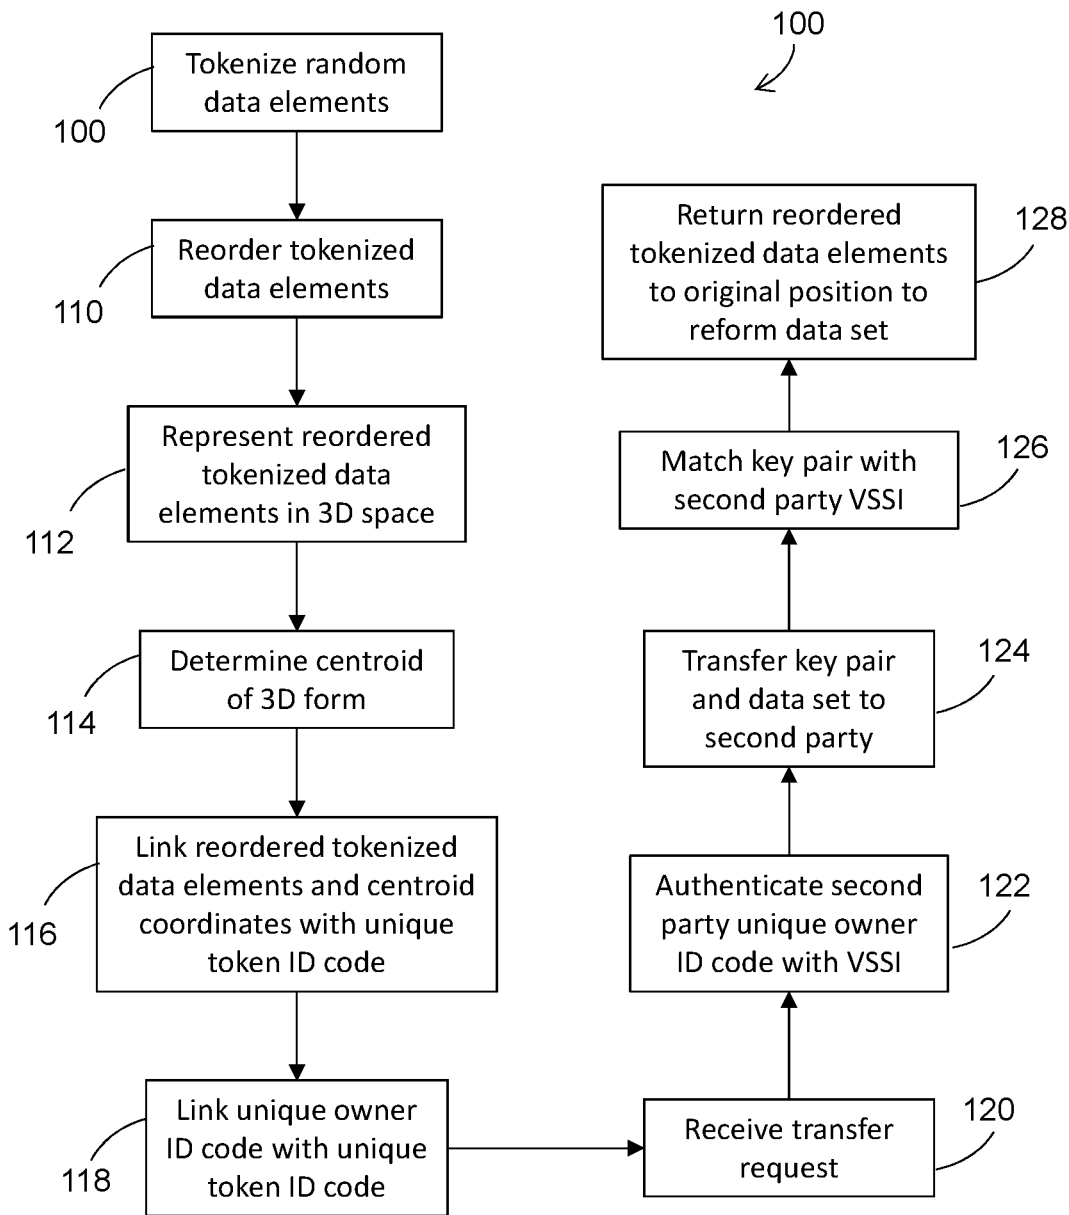 100
Tokenize random
data elements
100
Reorder tokenized
data elements
110
Represent reordered
tokenized data
elements in 3D space
112
Determine centroid
of 3D form
114
Link reordered tokenized
data elements and centroid
coordinates with unique
token ID code
116
Link unique owner
ID code with unique
token ID code
118
Receive transfer
request
120
Authenticate second
party unique owner
ID code with VSSI
122
Transfer key pair
and data set to
second party
124
Match key pair with
second party VSSI
126
Return reordered
tokenized data elements
to original position to
reform data set
128